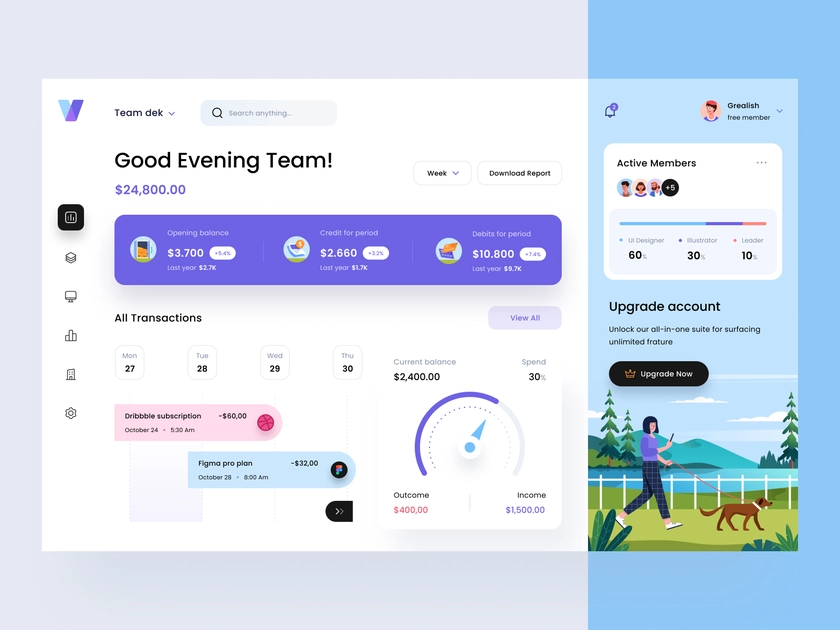 Team dek
Search anything...
2
Grealish
free member
Good Evening Team!
$24,800.00
Week
Download Report
Opening balance
$3.700
+5.4%
Last year $2.7K
Credit for period
$2.660
+3.2%
Last year $1.7K
Debits for period
$10.800
+7.4%
Last year $9.7K
All Transactions
View All
Mon
27
Tue
28
Wed
29
Thu
30
Dribbble subscription
-$60,00
October 24 • 5:30 Am
Figma pro plan
-$32,00
October 28 • 8:00 Am
Current balance
$2,400.00
Spend
30%
Outcome
$400,00
Income
$1,500.00
Active Members
+5
UI Designer
60%
Illustrator
30%
Leader
10%
Upgrade account
Unlock our all-in-one suite for surfacing
unlimited frature
Upgrade Now